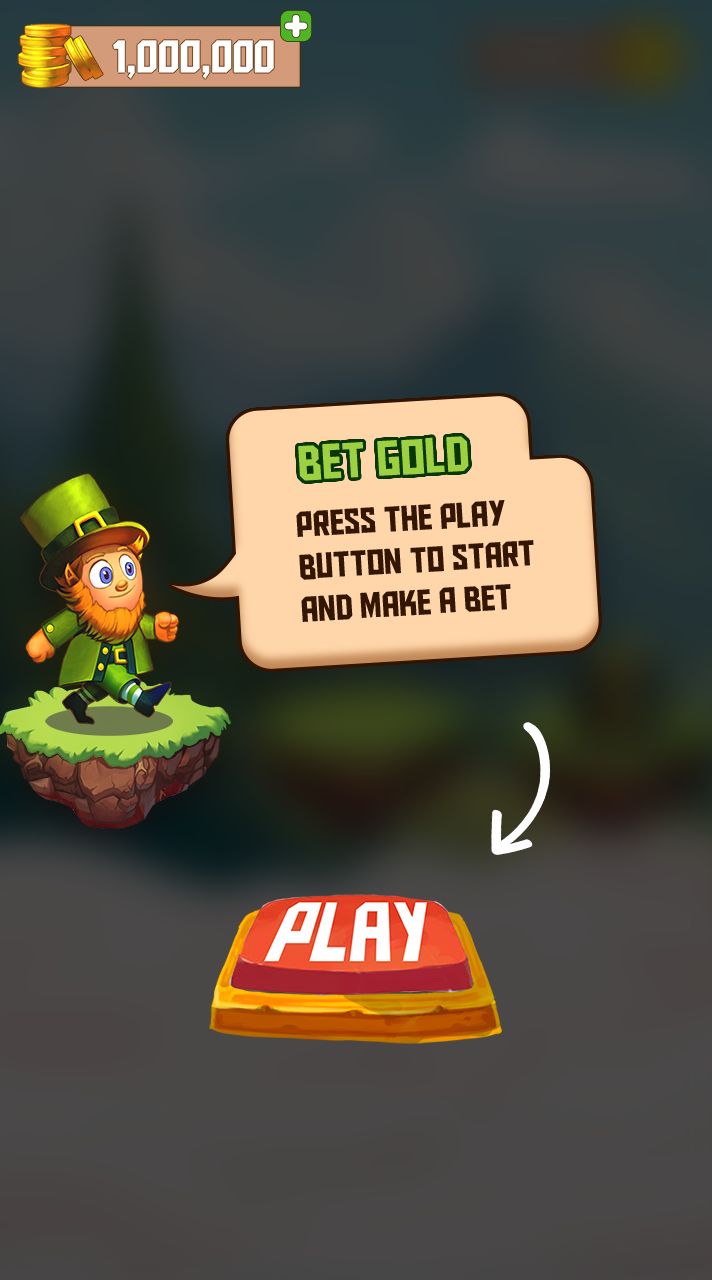 1,000,000
BET GOLD
PRESS THE PLAY
BUTTON TO START
AND MAKE A BET
PLAY